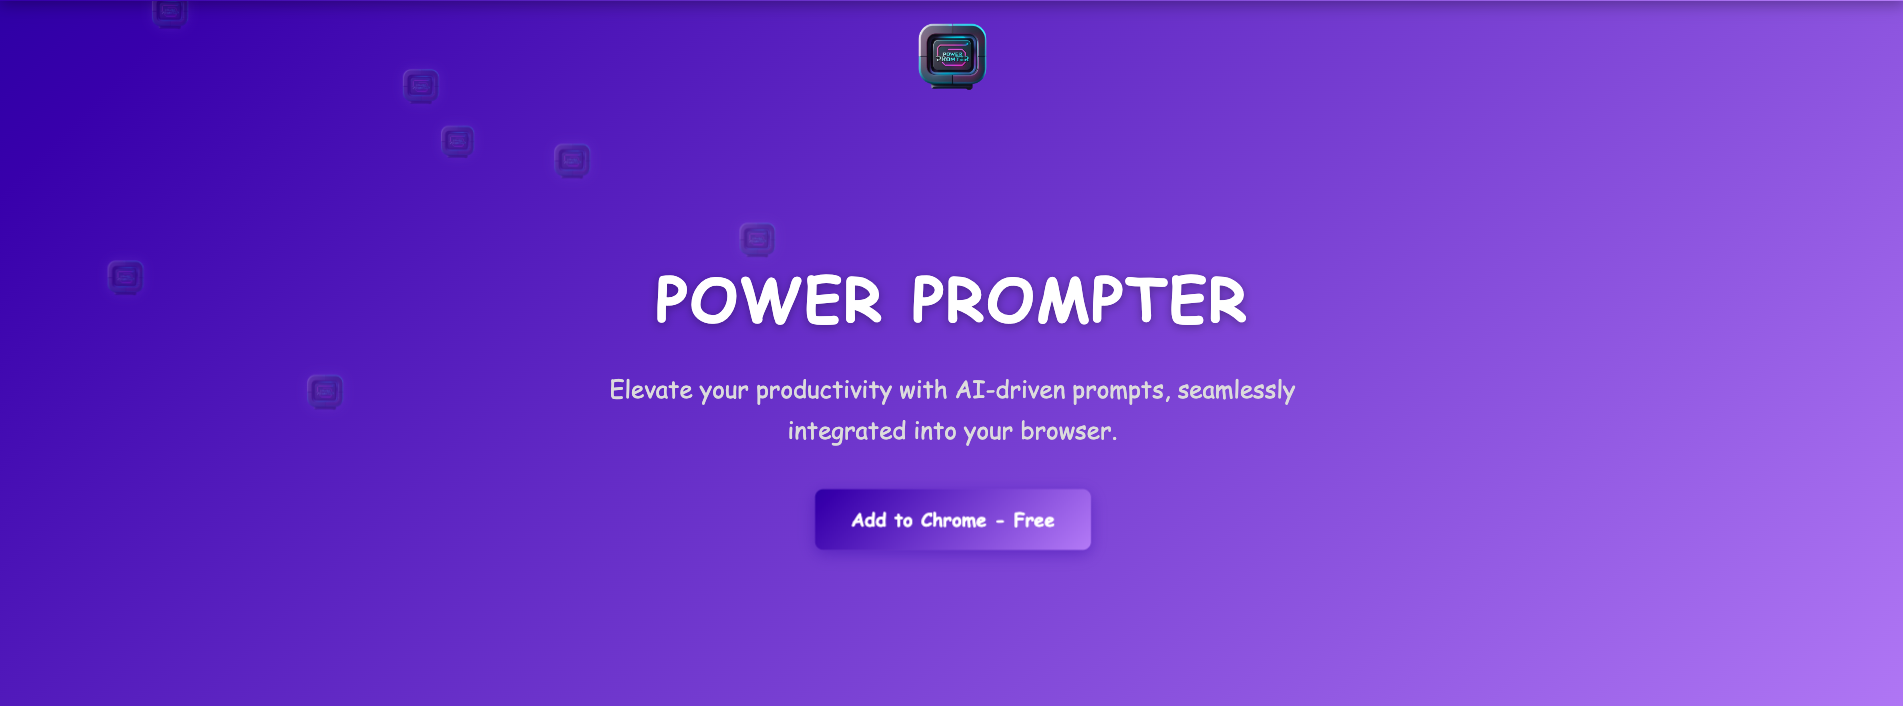 POWER
PROMTER
POWER PROMPTER
Elevate your productivity with AI-driven prompts, seamlessly
integrated into your browser.
Add to Chrome - Free